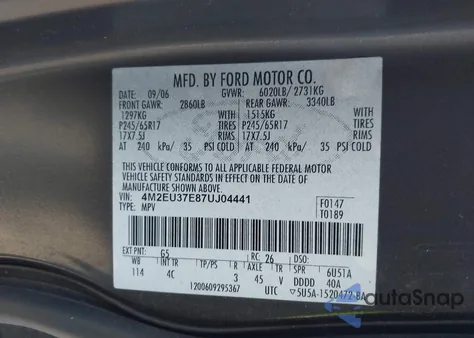 MFD. BY FORD MOTOR CO.
DATE: 09/06 GVWR: 6020LB/ 2731KG
FRONT GAWR: 2860LB REAR GAWR: 3340LB
1297KG WITH 1515KG WITH
P245/65R17 TIRES P245/65R17 TIRES
17X7.5J RIMS 17X7.5J RIMS
AT 240 kPa/ 35 PSI COLD AT 240 kPa/ 35 PSI COLD
THIS VEHICLE CONFORMS TO ALL APPLICABLE FEDERAL MOTOR
VEHICLE SAFETY STANDARDS IN EFFECT ON THE DATE OF
MANUFACTURE SHOWN ABOVE.
VIN: 4M2EU37E87UJ04441 F0147
TYPE: MPV T0189
EXT PNT: G5 RC: 26 DSO:
WB INT TR TP/PS R AXLE TR SPR 6U51A
114 4C 3 45 V DDDD 40A
1200609295367 UTC 5U5A-1520472-BA
AutoSnap